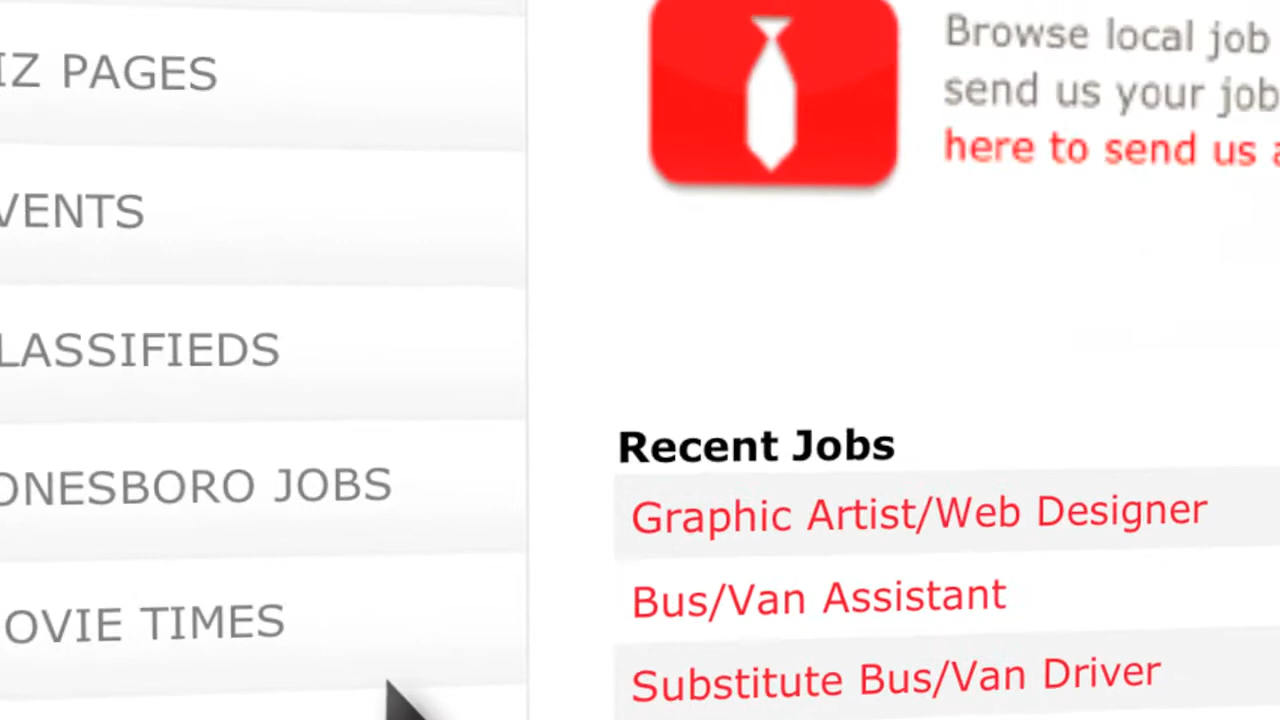 IZ PAGES
VENTS
LASSIFIEDS
ONESBORO JOBS
OVIE TIMES
Browse local job
send us your job
here to send us a
Recent Jobs
Graphic Artist/Web Designer
Bus/Van Assistant
Substitute Bus/Van Driver